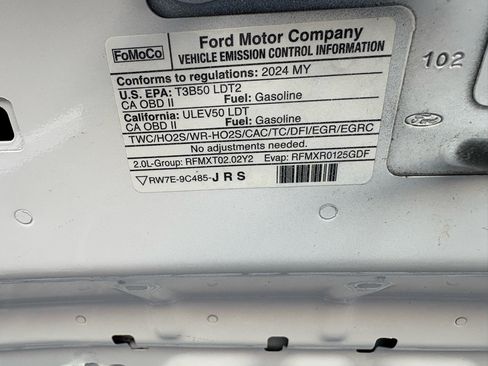 FoMoCo
Ford Motor Company
VEHICLE EMISSION CONTROL INFORMATION
Conforms to regulations: 2024 MY
U.S. EPA: T3B50 LDT2
CA OBD II Fuel: Gasoline
California: ULEV50 LDT
CA OBD II Fuel: Gasoline
TWC/HO2S/WR-HO2S/CAC/TC/DFI/EGR/EGRC
No adjustments needed.
2.0L-Group: RFMXT02.02Y2 Evap: RFMXR0125GDF
RW7E-9C485-JRS
102
Ford